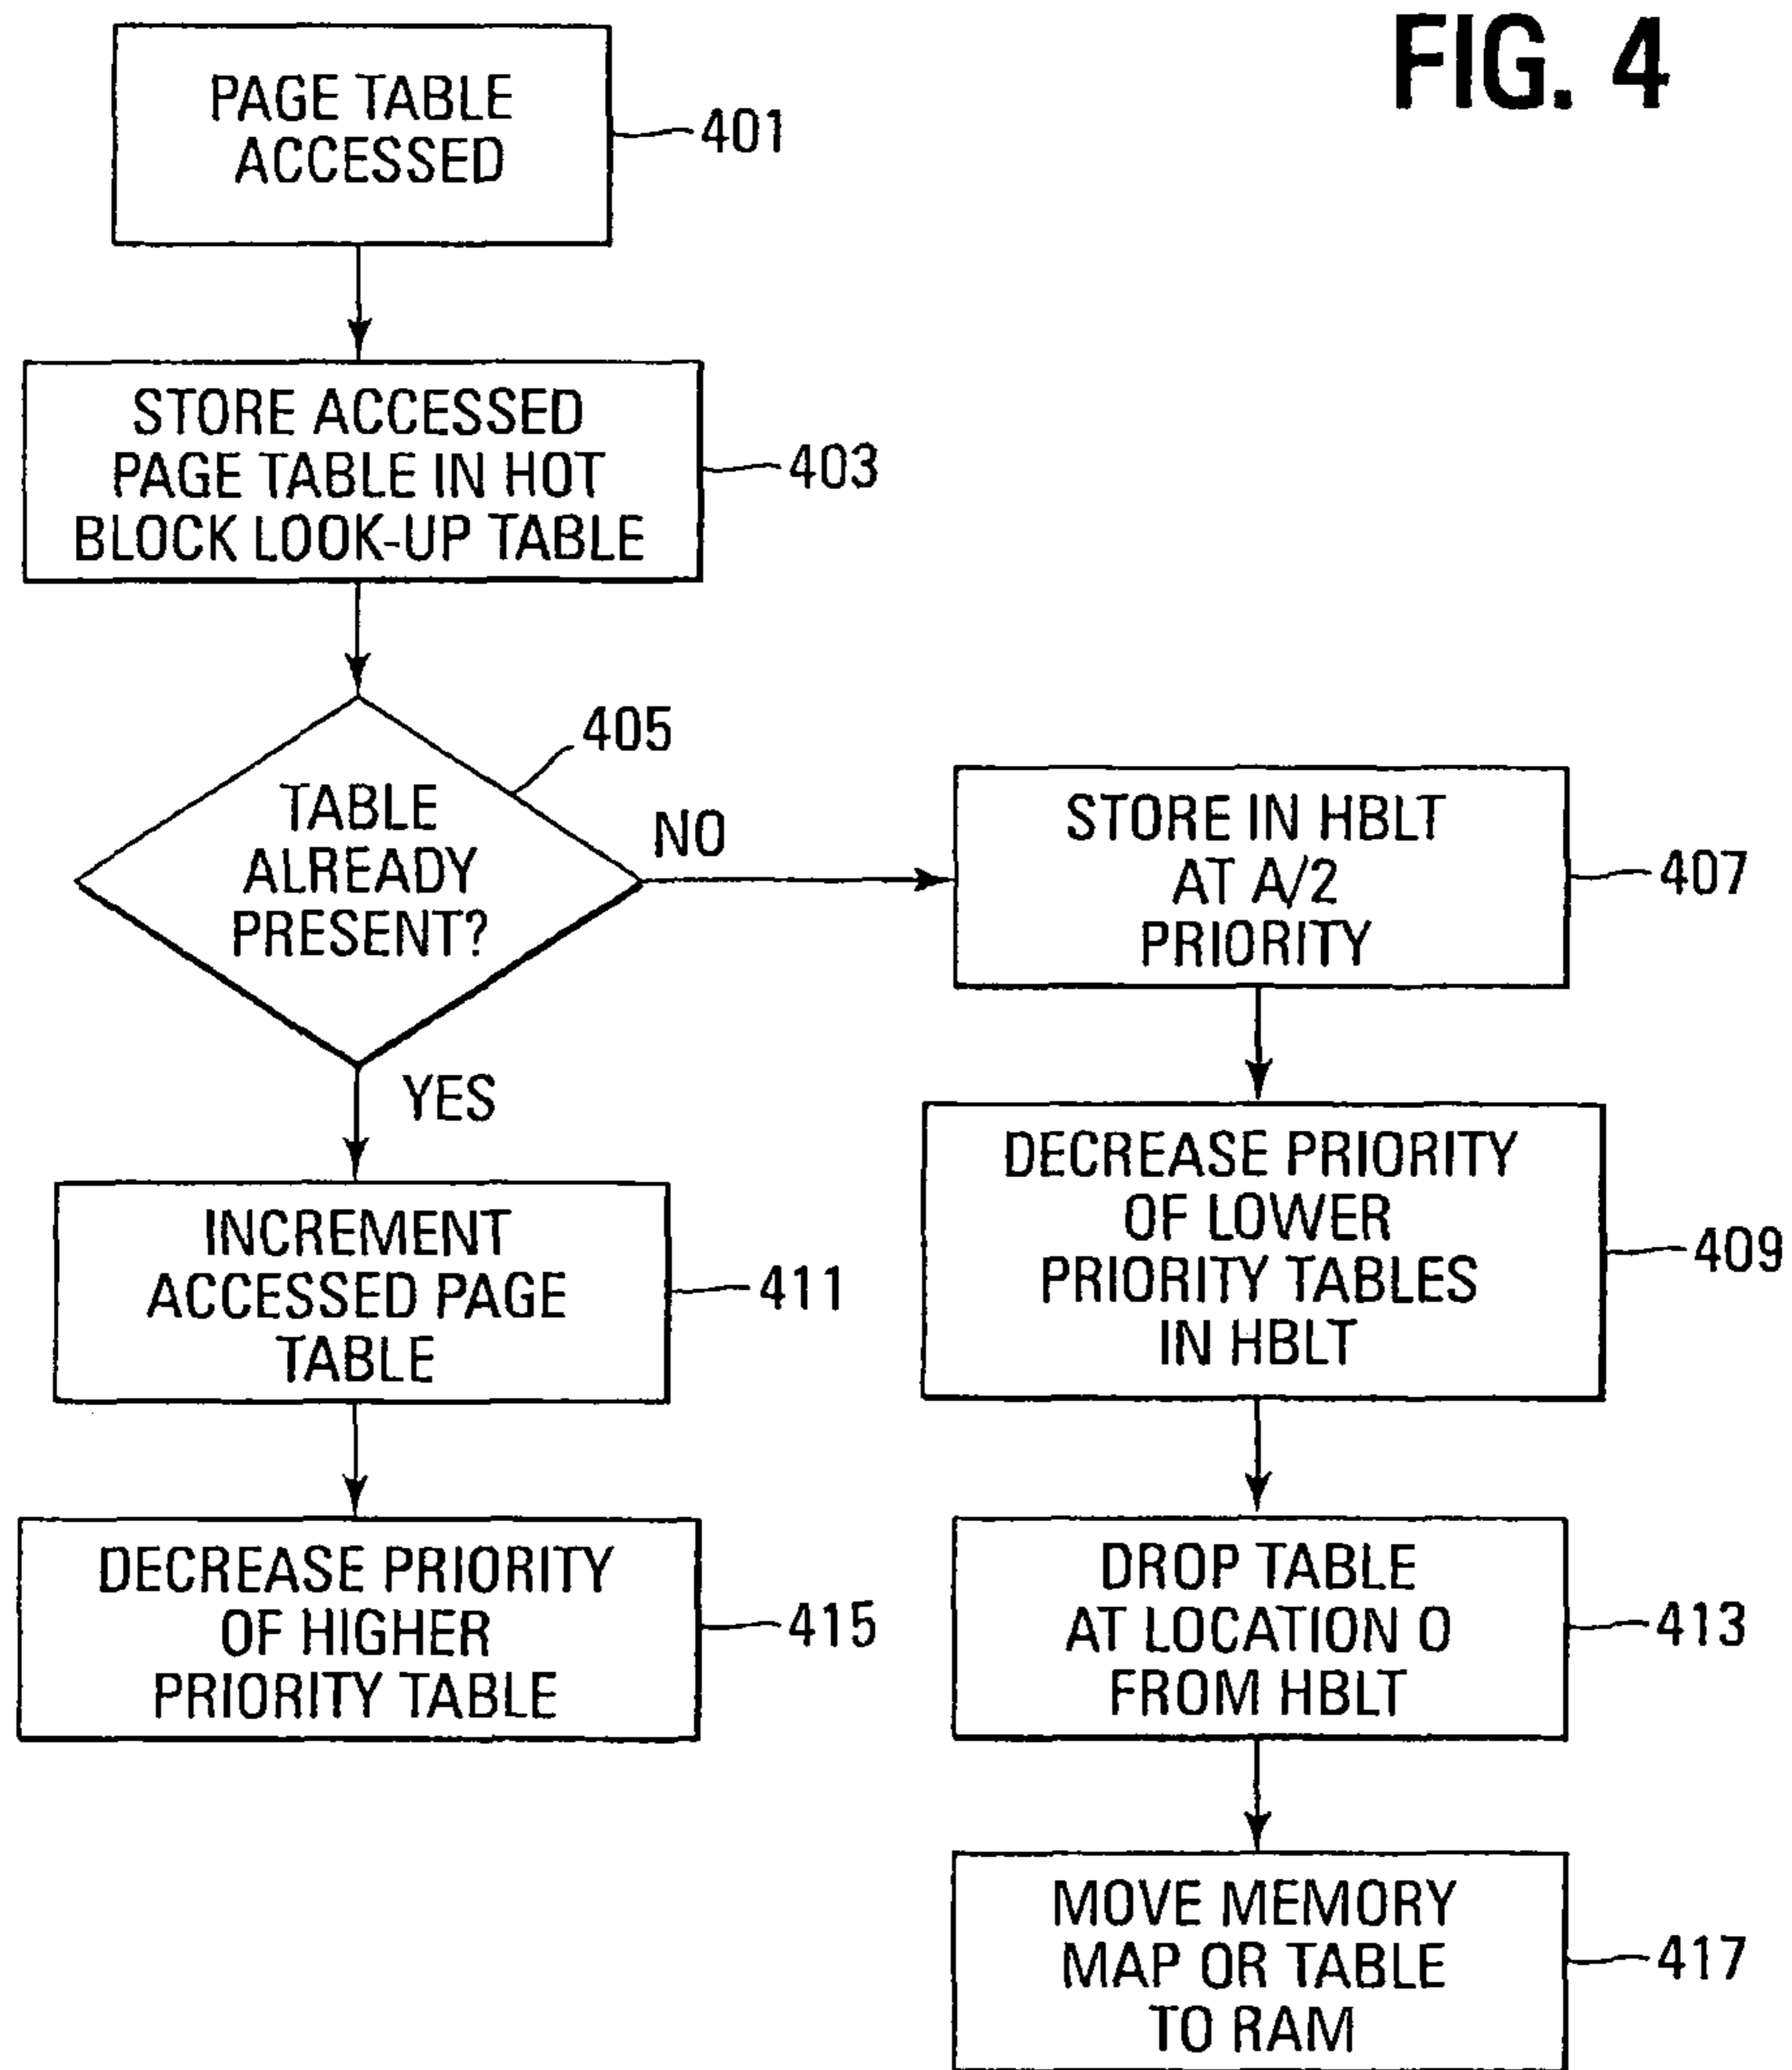 FIG. 4
PAGE TABLE
ACCESSED
401
STORE ACCESSED
PAGE TABLE IN HOT
BLOCK LOOK-UP TABLE
403
TABLE
ALREADY
PRESENT?
405
NO
YES
STORE IN HBLT
AT A/2
PRIORITY
407
DECREASE PRIORITY
OF LOWER
PRIORITY TABLES
IN HBLT
409
INCREMENT
ACCESSED PAGE
TABLE
411
DECREASE PRIORITY
OF HIGHER
PRIORITY TABLE
415
DROP TABLE
AT LOCATION 0
FROM HBLT
413
MOVE MEMORY
MAP OR TABLE
TO RAM
417